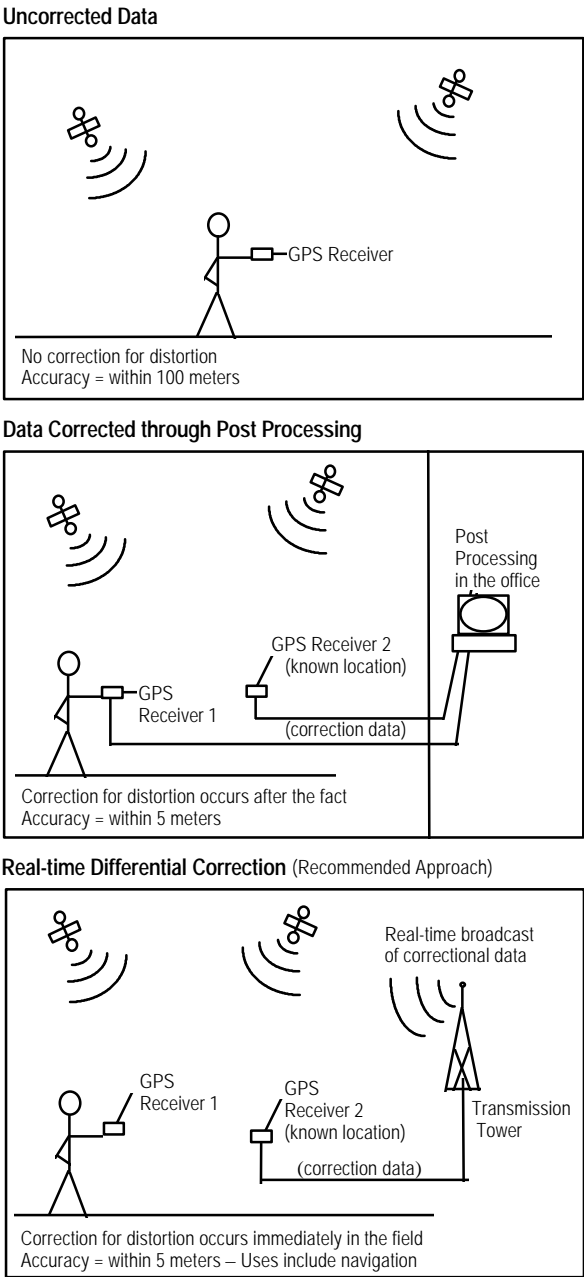 Uncorrected Data
GPS Receiver
No correction for distortion
Accuracy = within 100 meters
Data Corrected through Post Processing
Post
Processing
in the office
GPS Receiver 2
(known location)
GPS
Receiver 1
(correction data)
Correction for distortion occurs after the fact
Accuracy = within 5 meters
Real-time Differential Correction (Recommended Approach)
Real-time broadcast
of correctional data
GPS
Receiver 1
GPS
Receiver 2
(known location)
Transmission
Tower
(correction data)
Correction for distortion occurs immediately in the field
Accuracy = within 5 meters – Uses include navigation